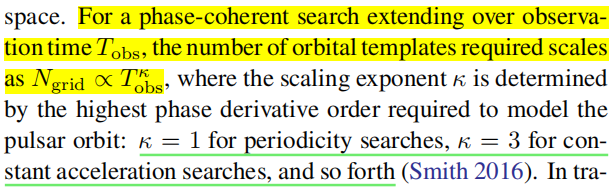 space. For a phase-coherent search extending over observa-
tion time T_obs, the number of orbital templates required scales
as N_grid ∝ T_obs^κ, where the scaling exponent κ is determined
by the highest phase derivative order required to model the
pulsar orbit: κ = 1 for periodicity searches, κ = 3 for con-
stant acceleration searches, and so forth (Smith 2016). In tra-